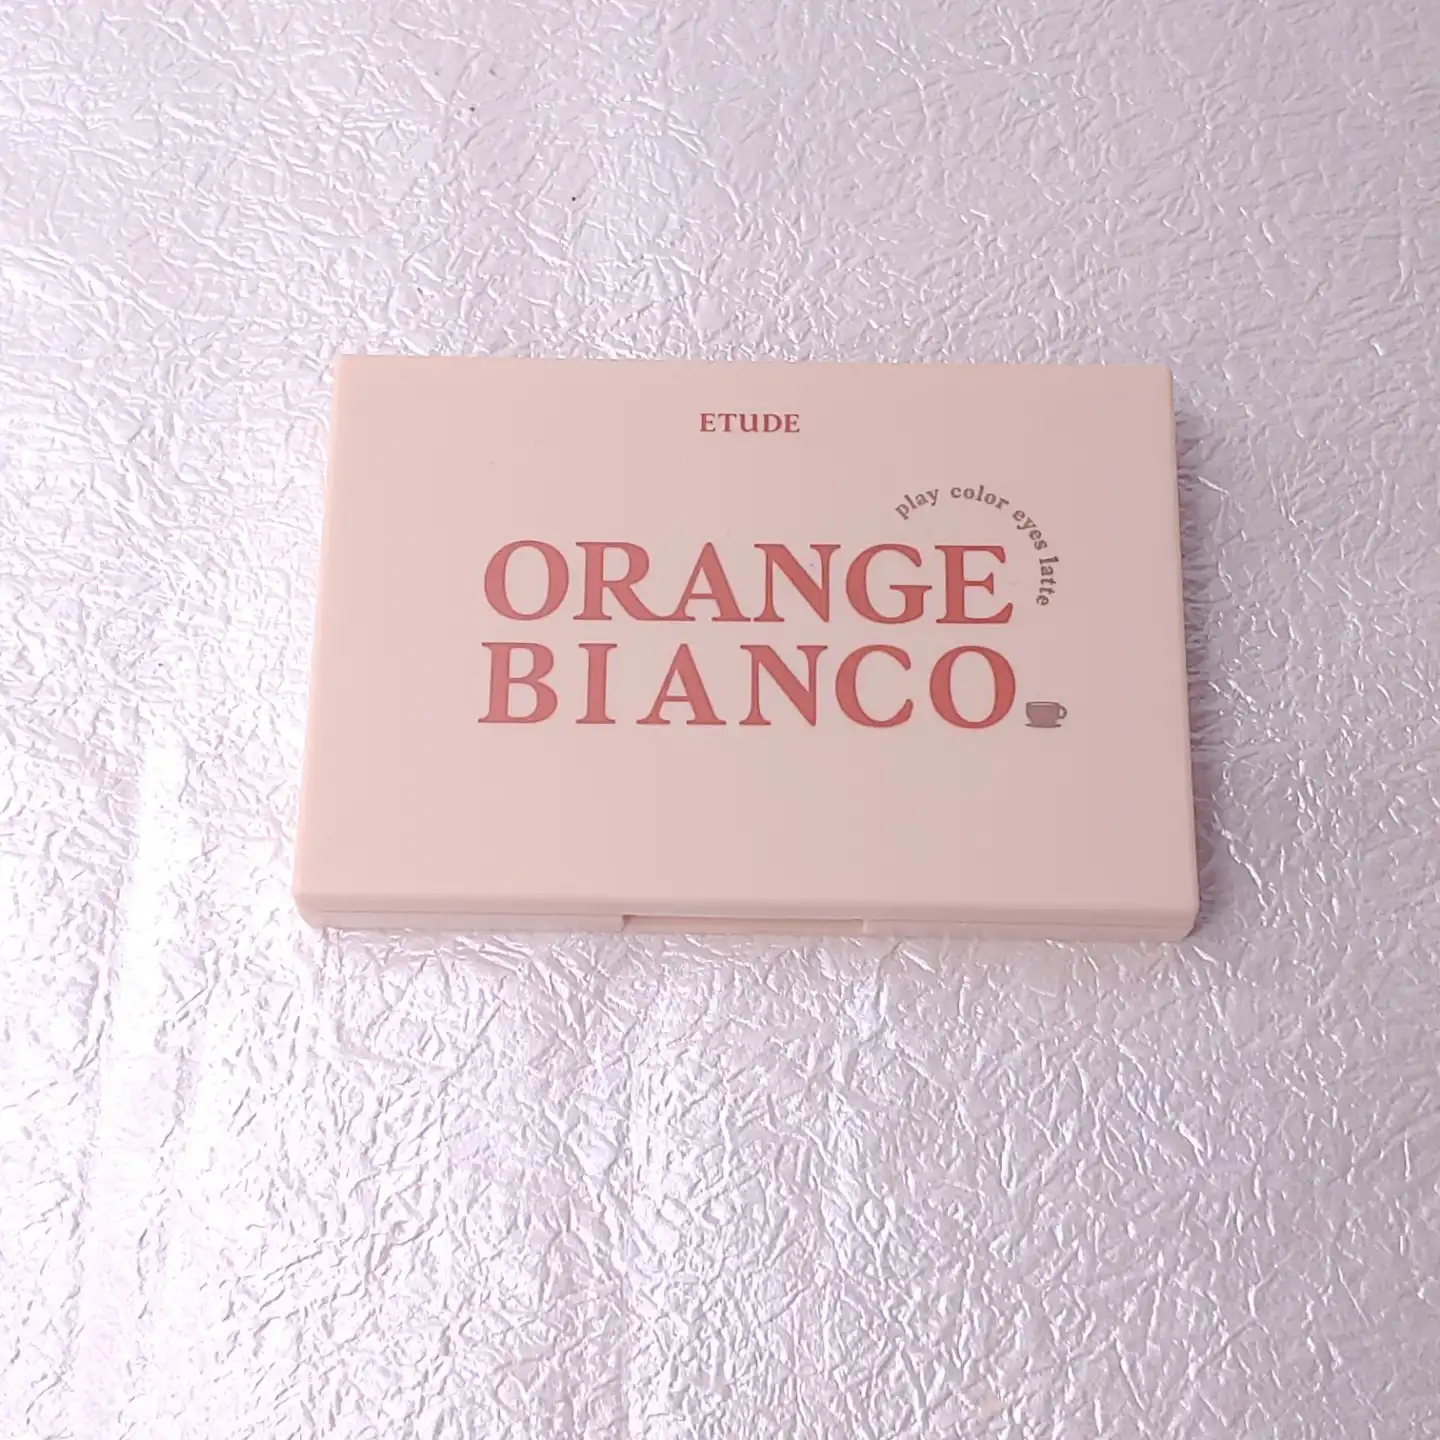 ETUDE
play color eyes latte
ORANGE
BIANCO